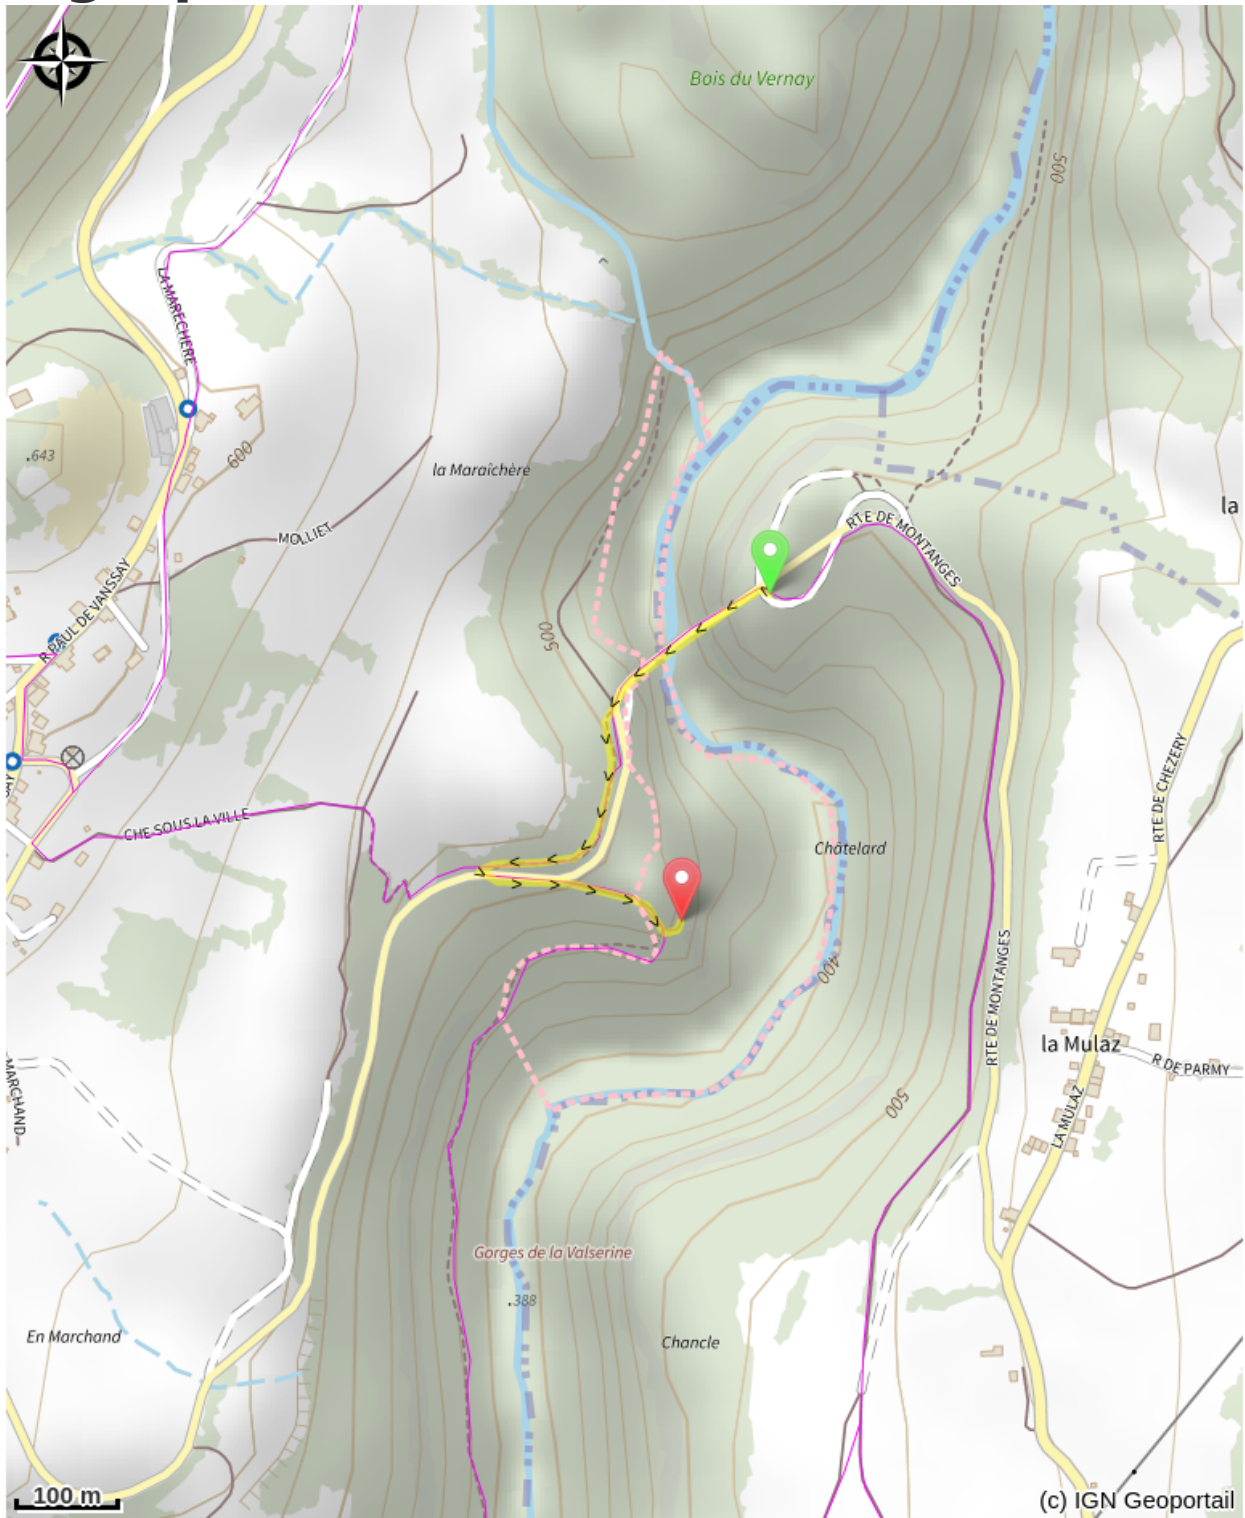 Bois du Vernay
500
LA MARECHERE
.643
600
la Maraîchère
la
RTE DE MONTANGES
MOLLIET
R PAUL DE VANSSAY
500
RTE DE CHEZERY
CHE SOUS LA VILLE
Châtelard
400
RTE DE MONTANGES
la Mulaz
R DE PARMY
MARCHAND
LA MULAZ
500
Gorges de la Valserine
.388
En Marchand
Chancle
100 m
(c) IGN Geoportail